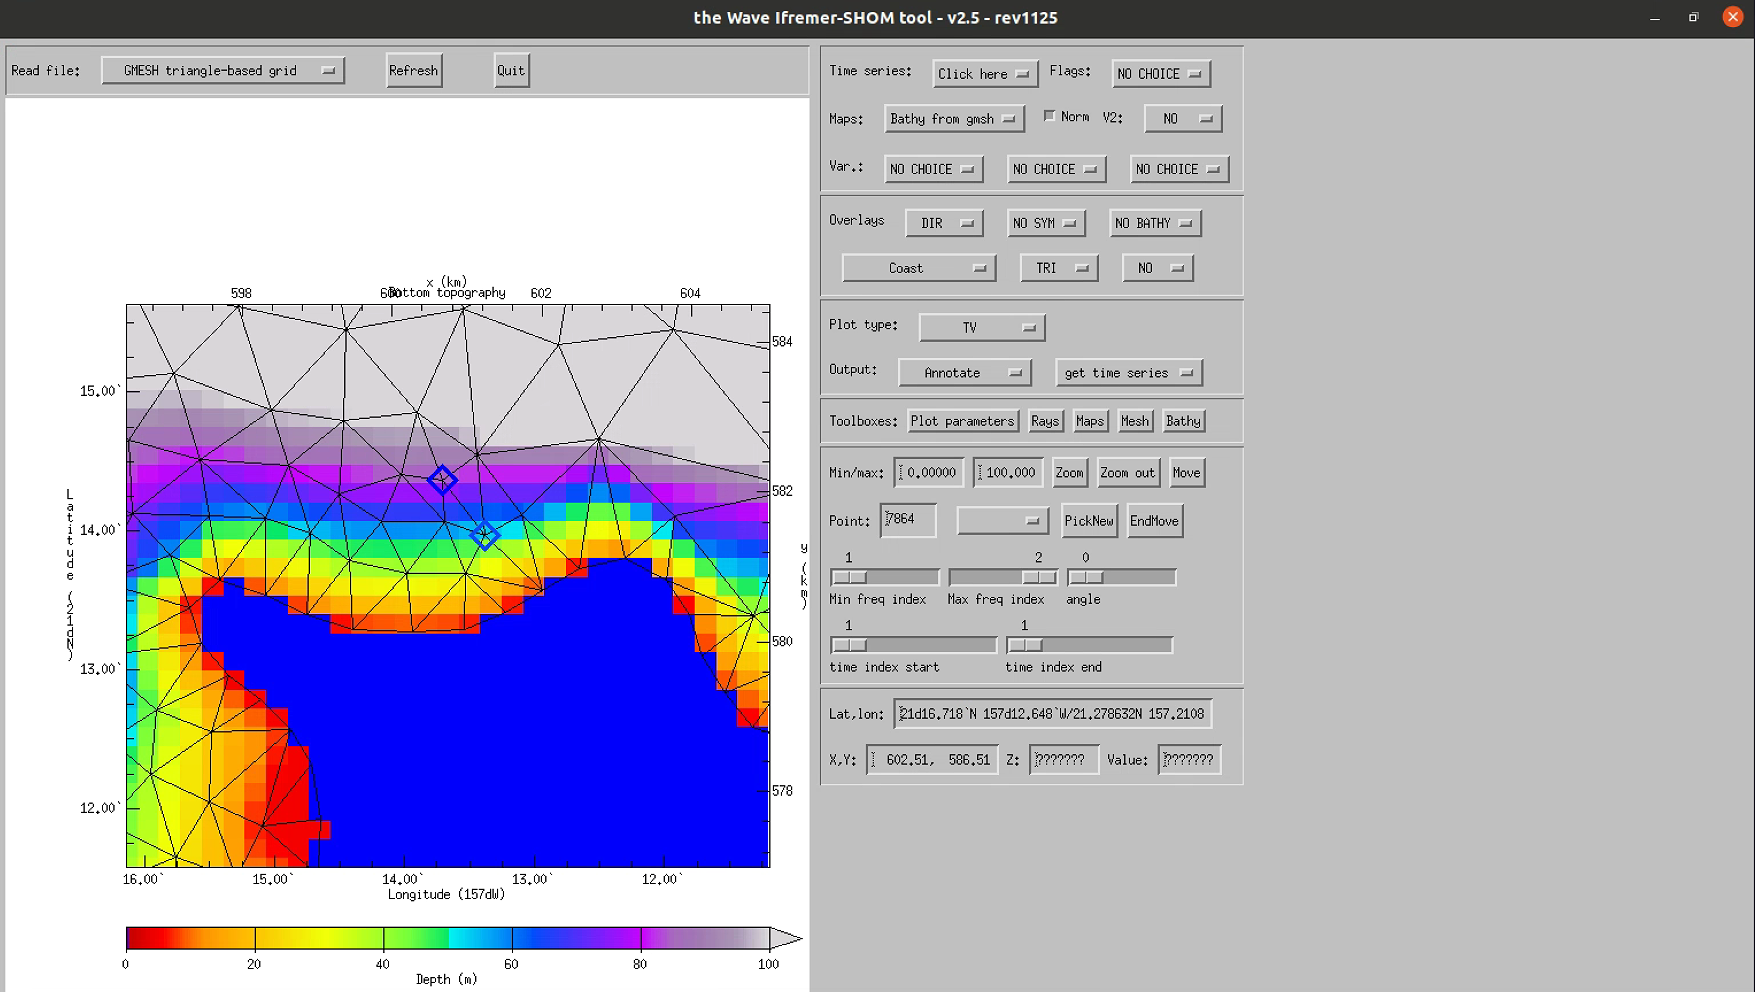 the Wave Ifremer-SHOM tool - v2.5 - rev1125
Read file: GMESH triangle-based grid Refresh Quit
Time series: Click here Flags: NO CHOICE
Maps: Bathy from gmsh Norm V2: NO
Var.: NO CHOICE NO CHOICE NO CHOICE
Overlays DIR NO SYM NO BATHY
Coast TRI NO
Plot type: TV
Output: Annotate get time series
Toolboxes: Plot parameters Rays Maps Mesh Bathy
Min/max: 0.00000 100.000 Zoom Zoom out Move
Point: 7864 PickNew EndMove
1 2 0
Min freq index Max freq index angle
1 1
time index start time index end
Lat,lon: 21d16.718`N 157d12.648`W/21.278632N 157.2108
X,Y: 602.51, 586.51 Z: ??????? Value: ???????
x (km)
598 600 602 604
Bottom topography
15.00`
14.00`
13.00`
12.00`
Latitude (21dN)
584
582
580
578
y (km)
16.00` 15.00` 14.00` 13.00` 12.00`
Longitude (157dW)
0 20 40 60 80 100
Depth (m)